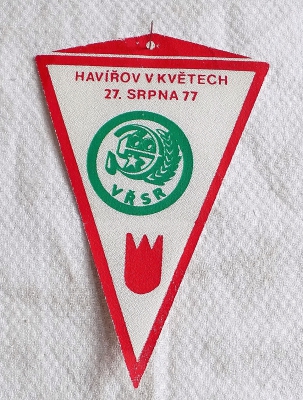 HAVÍŘOV V KVĚTECH
27. SRPNA 77
VŘSR